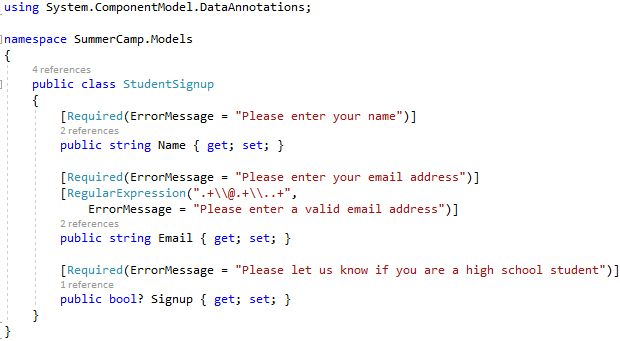 using System.ComponentModel.DataAnnotations;
namespace SummerCamp.Models
{
4 references
public class StudentSignup
{
[Required(ErrorMessage = "Please enter your name")]
2 references
public string Name { get; set; }
[Required(ErrorMessage = "Please enter your email address")]
[RegularExpression(".+\\@.+\\..+",
ErrorMessage = "Please enter a valid email address")]
2 references
public string Email { get; set; }
[Required(ErrorMessage = "Please let us know if you are a high school student")]
1 reference
public bool? Signup { get; set; }
}
}